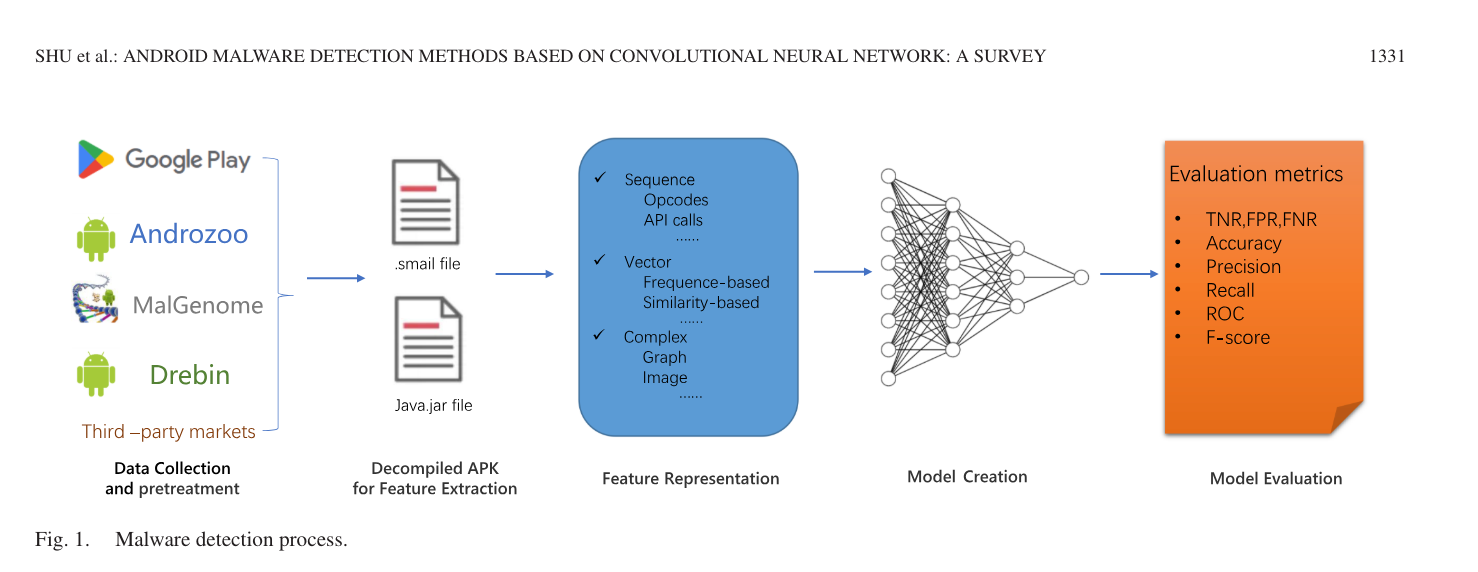 SHU et al.: ANDROID MALWARE DETECTION METHODS BASED ON CONVOLUTIONAL NEURAL NETWORK: A SURVEY 1331
Google Play
Androzoo
MalGenome
Drebin
Third –party markets
Data Collection
and pretreatment
.smail file
Java.jar file
Decompiled APK
for Feature Extraction
✓ Sequence
Opcodes
API calls
......
✓ Vector
Frequence-based
Similarity-based
......
✓ Complex
Graph
Image
......
Feature Representation
Model Creation
Evaluation metrics
• TNR,FPR,FNR
• Accuracy
• Precision
• Recall
• ROC
• F-score
Model Evaluation
Fig. 1. Malware detection process.